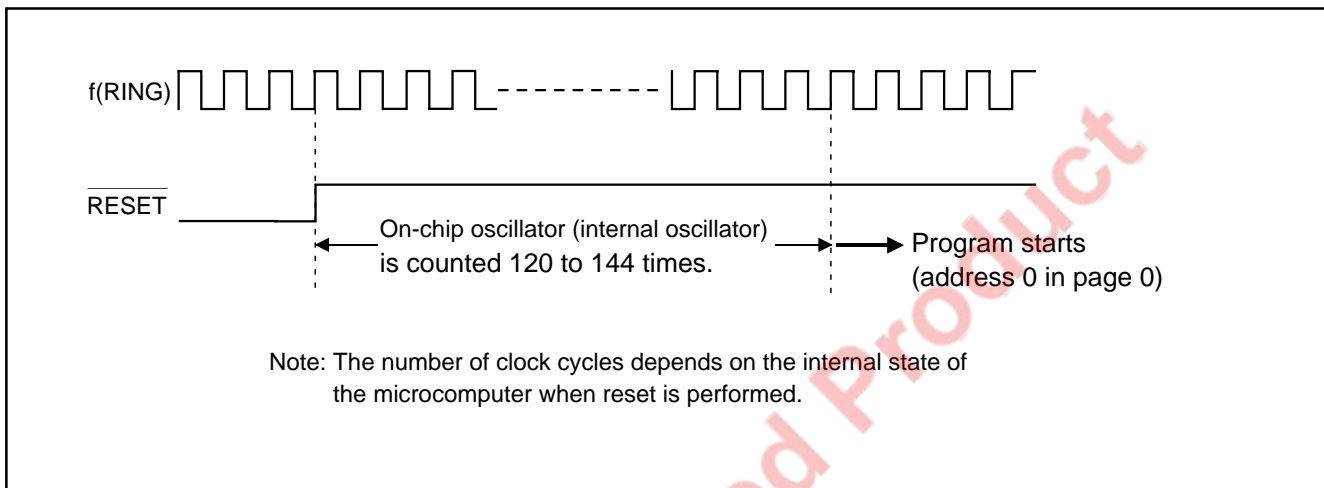 f(RING)
RESET
On-chip oscillator (internal oscillator)
is counted 120 to 144 times.
Program starts
(address 0 in page 0)
Note: The number of clock cycles depends on the internal state of
the microcomputer when reset is performed.
ed Product